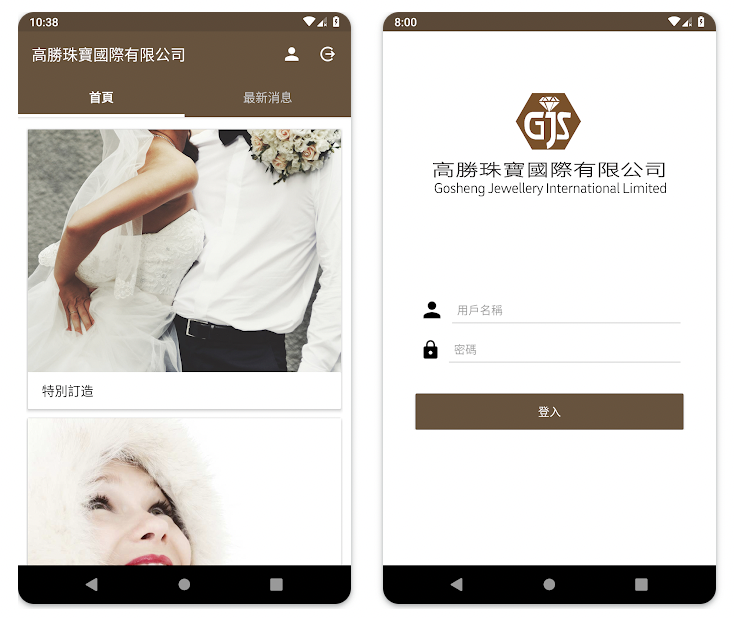 10:38
高勝珠寶國際有限公司
首頁
最新消息
特別訂造
8:00
GJS
高勝珠寶國際有限公司
Gosheng Jewellery International Limited
用戶名稱
密碼
登入